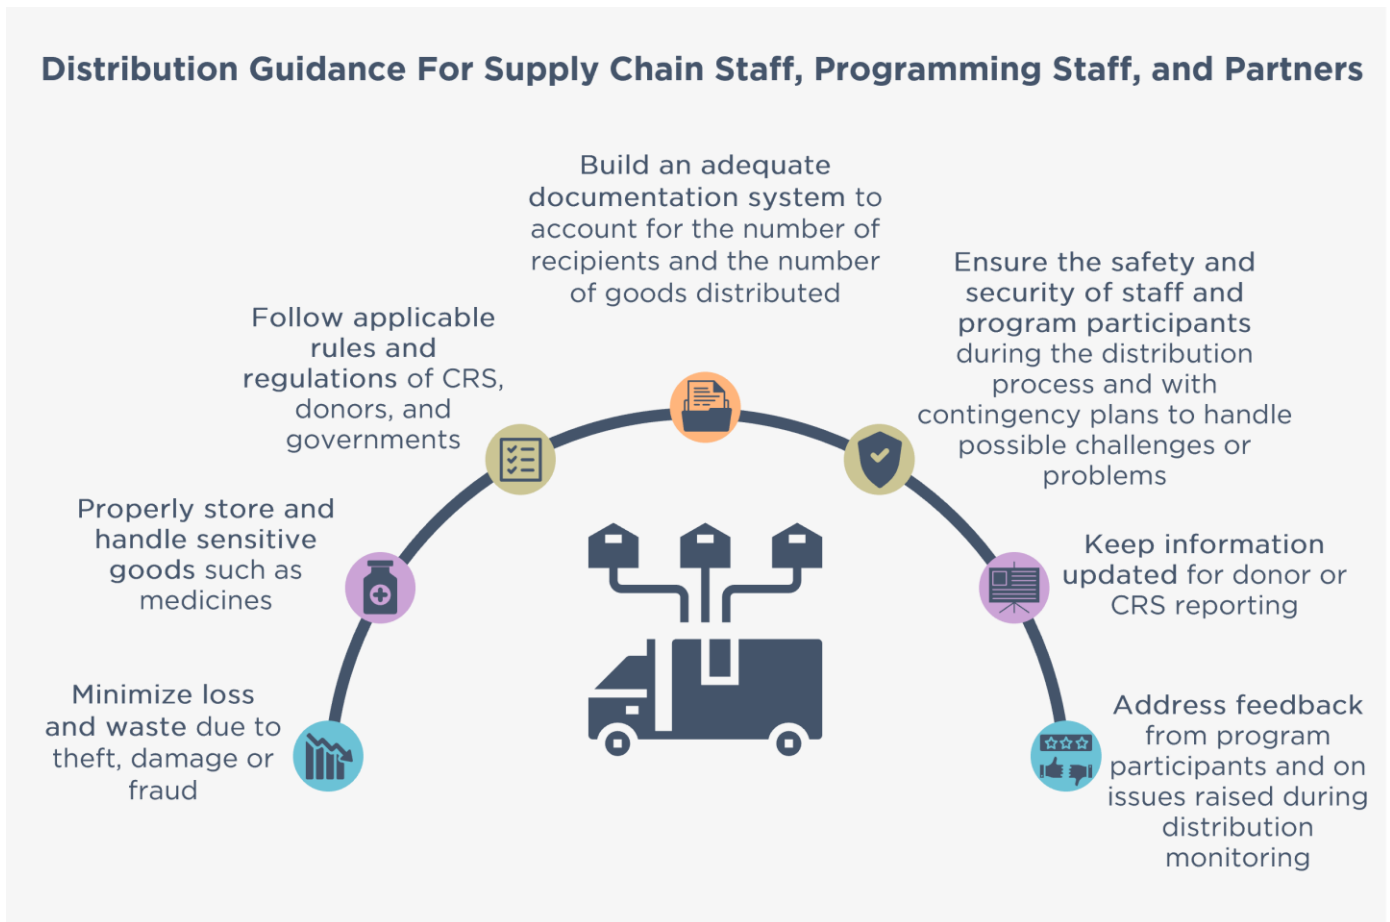 Distribution Guidance For Supply Chain Staff, Programming Staff, and Partners
Minimize loss
and waste due to
theft, damage or
fraud
Properly store and
handle sensitive
goods such as
medicines
Follow applicable
rules and
regulations of CRS,
donors, and
governments
Build an adequate
documentation system to
account for the number of
recipients and the number
of goods distributed
Ensure the safety and
security of staff and
program participants
during the distribution
process and with
contingency plans to handle
possible challenges or
problems
Keep information
updated for donor or
CRS reporting
Address feedback
from program
participants and on
issues raised during
distribution
monitoring